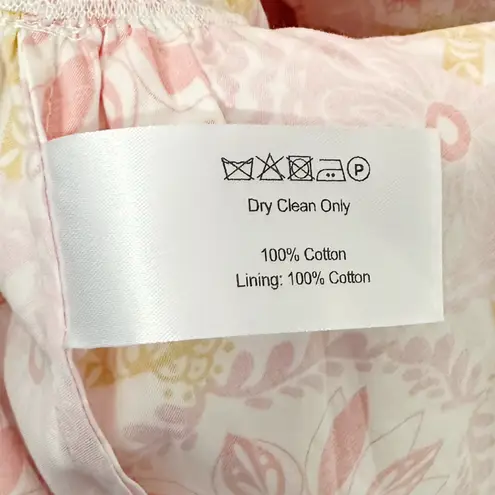 P
Dry Clean Only
100% Cotton
Lining: 100% Cotton